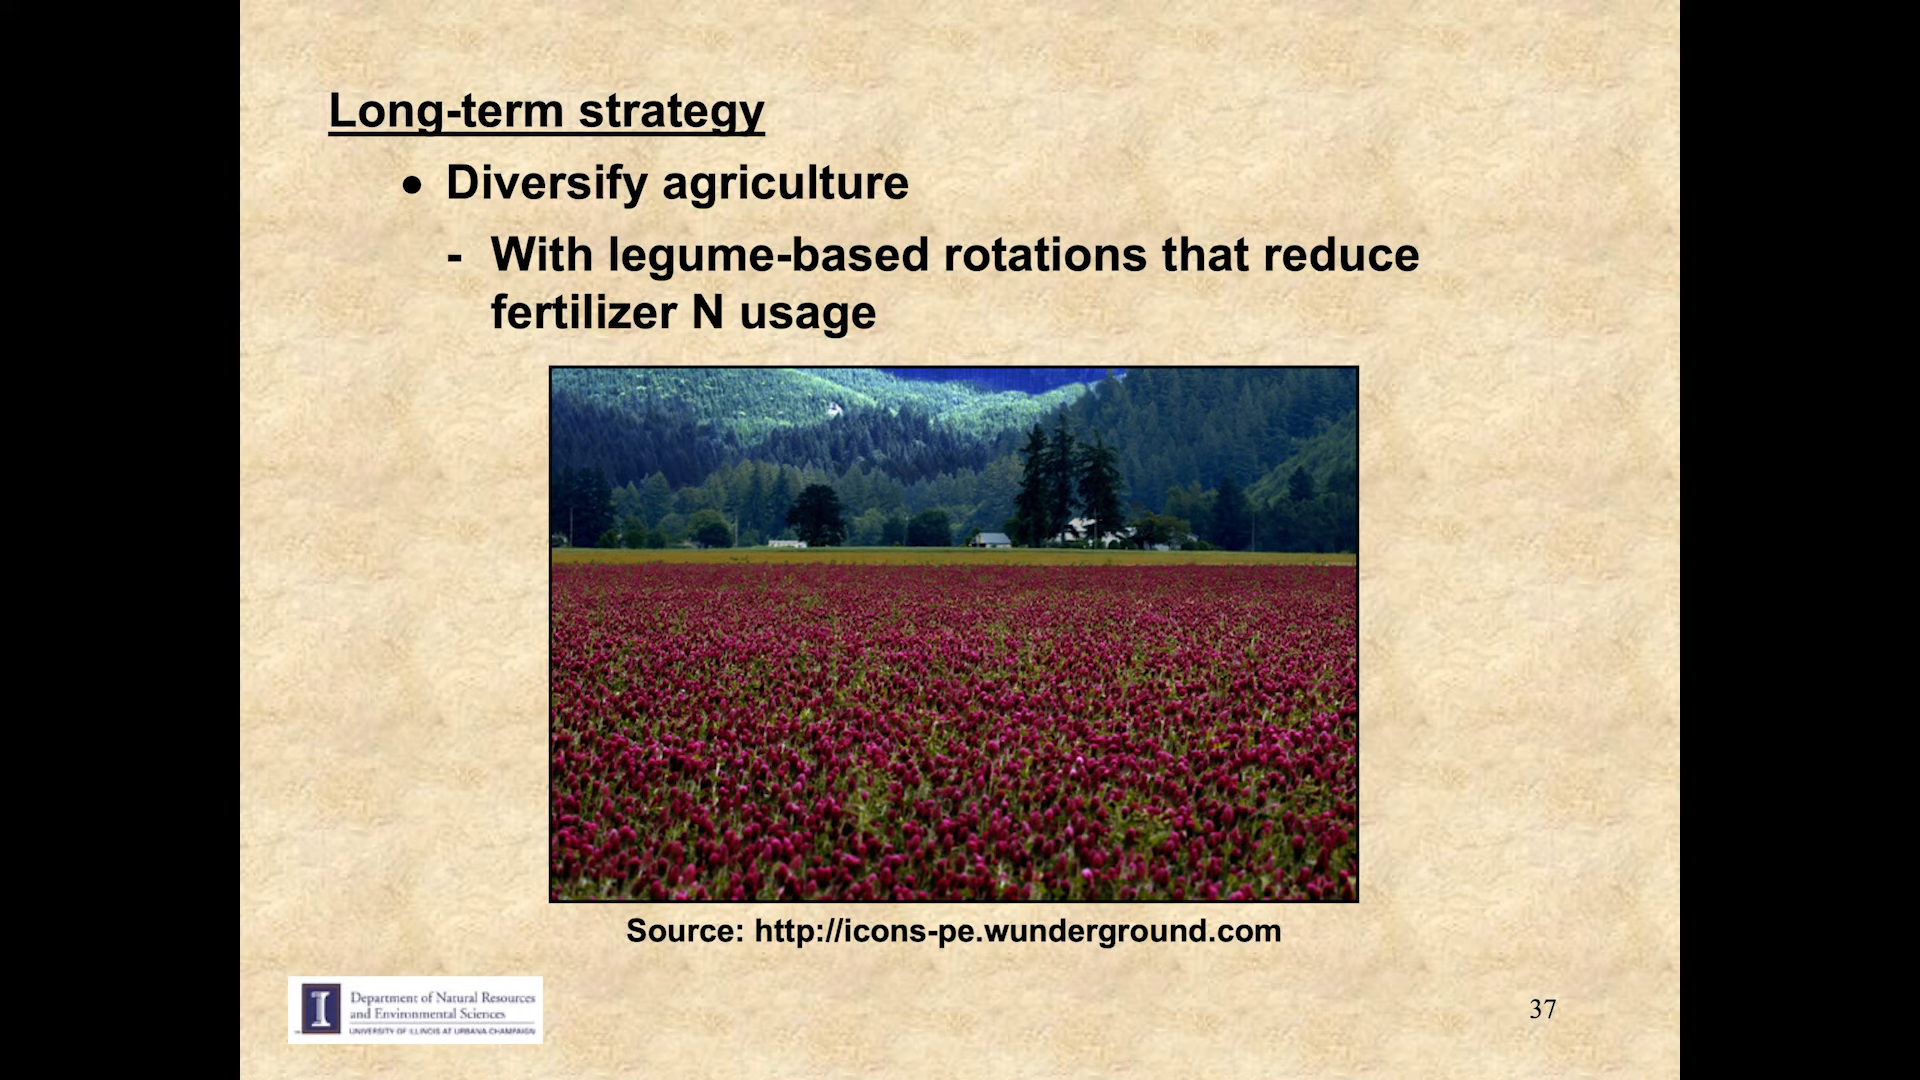 Long-term strategy
• Diversify agriculture
- With legume-based rotations that reduce
fertilizer N usage
Source: http://icons-pe.wunderground.com
I
Department of Natural Resources
and Environmental Sciences
UNIVERSITY OF ILLINOIS AT URBANA-CHAMPAIGN
37